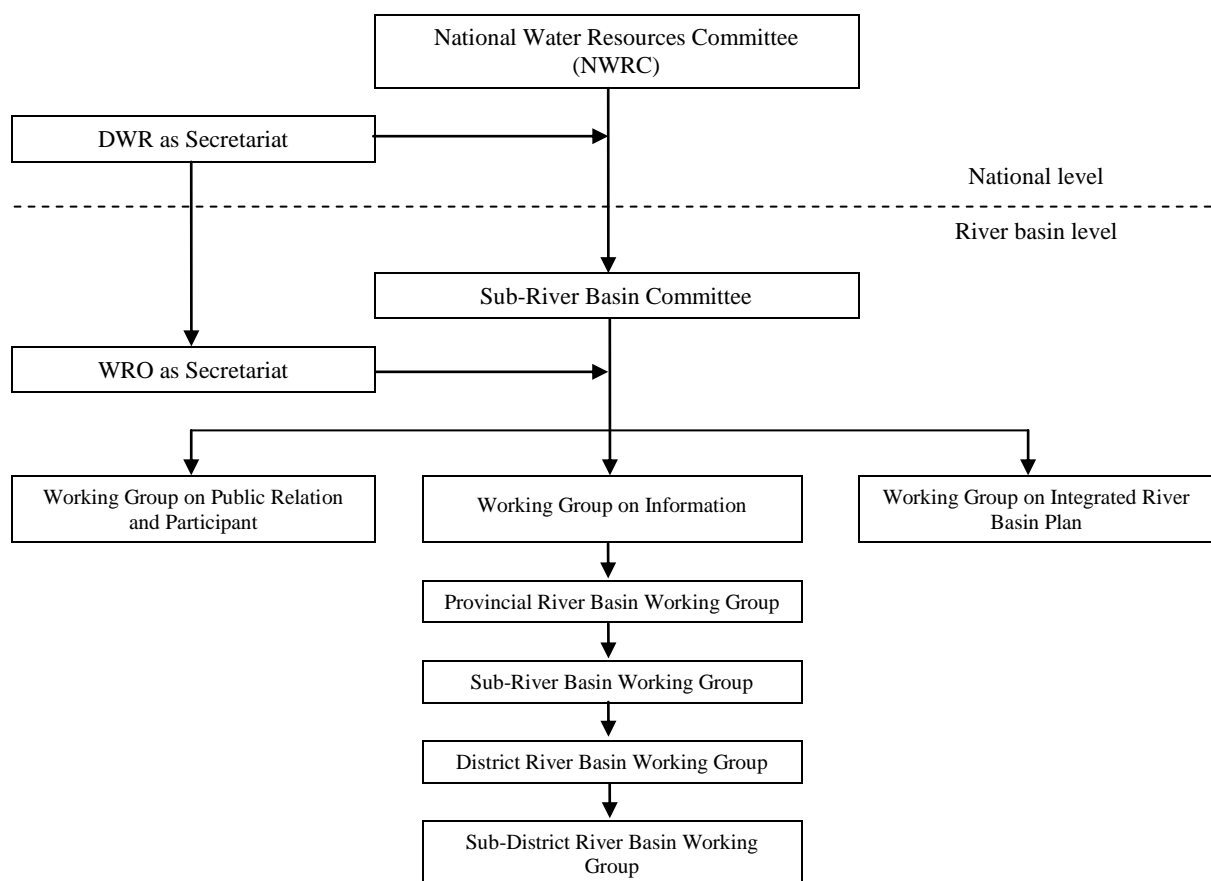 National Water Resources Committee
(NWRC)
DWR as Secretariat
National level
River basin level
Sub-River Basin Committee
WRO as Secretariat
Working Group on Public Relation
and Participant
Working Group on Information
Working Group on Integrated River
Basin Plan
Provincial River Basin Working Group
Sub-River Basin Working Group
District River Basin Working Group
Sub-District River Basin Working
Group